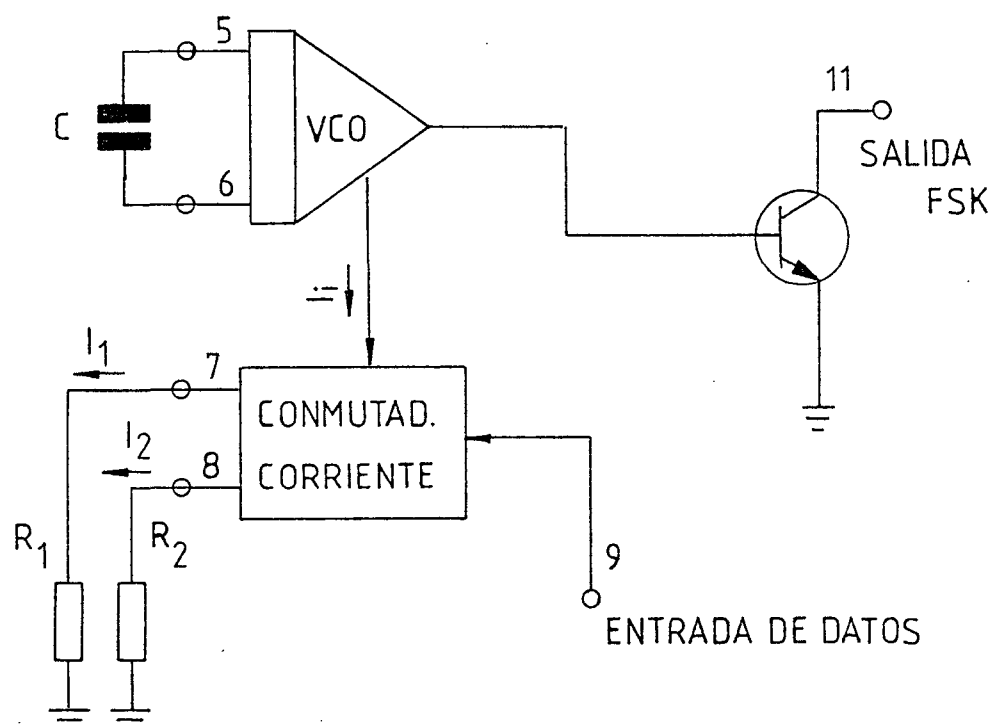 5
C
VCO
6
11
SALIDA
FSK
I1
7
CONMUTAD.
CORRIENTE
I2
8
R1
R2
9
ENTRADA DE DATOS